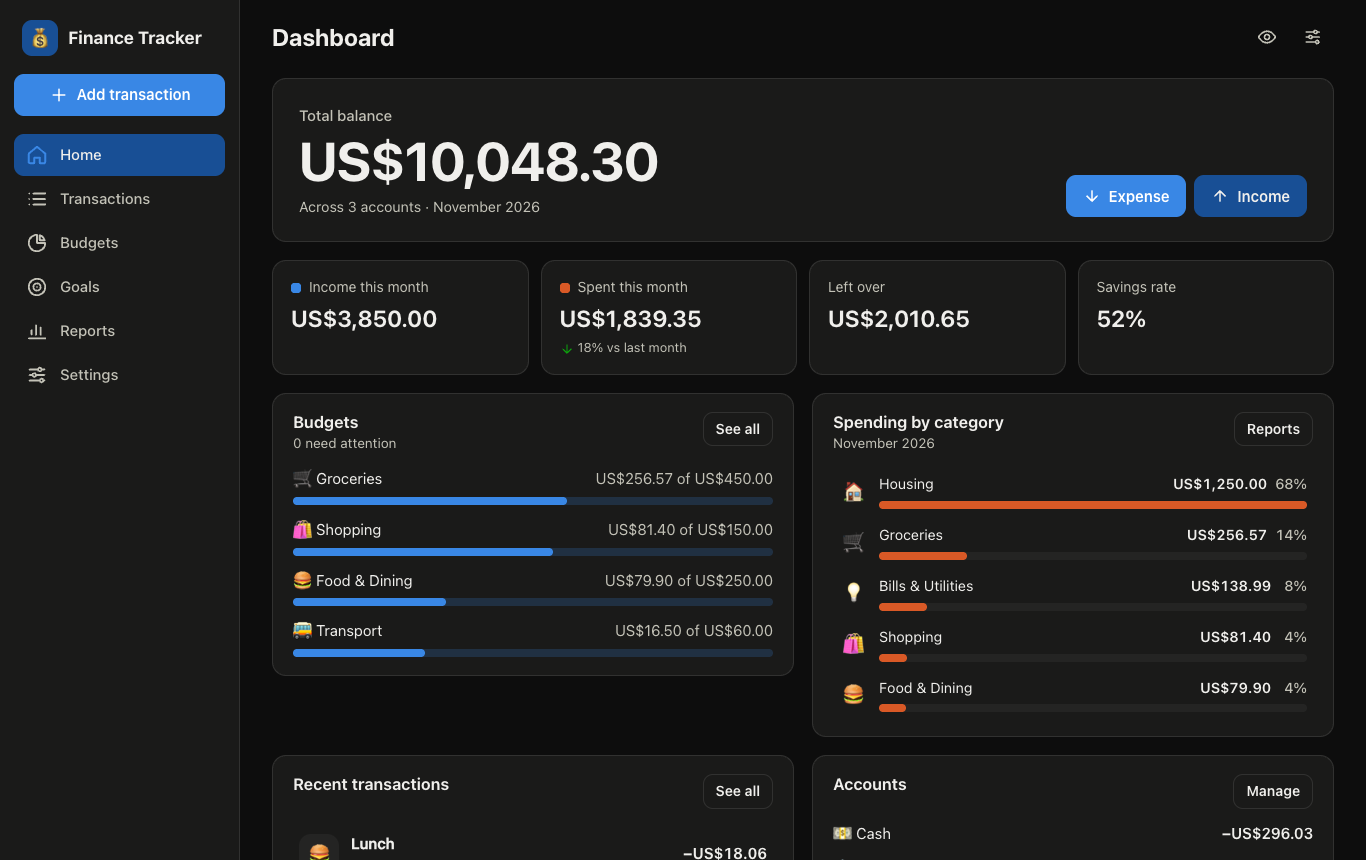 Finance Tracker
Add transaction
Home
Transactions
Budgets
Goals
Reports
Settings
Dashboard
Total balance
US$10,048.30
Across 3 accounts · November 2026
Expense
Income
Income this month
US$3,850.00
Spent this month
US$1,839.35
18% vs last month
Left over
US$2,010.65
Savings rate
52%
Budgets
See all
0 need attention
Groceries US$256.57 of US$450.00
Shopping US$81.40 of US$150.00
Food & Dining US$79.90 of US$250.00
Transport US$16.50 of US$60.00
Spending by category
Reports
November 2026
Housing US$1,250.00 68%
Groceries US$256.57 14%
Bills & Utilities US$138.99 8%
Shopping US$81.40 4%
Food & Dining US$79.90 4%
Recent transactions
See all
Lunch
−US$18.06
Accounts
Manage
Cash −US$296.03